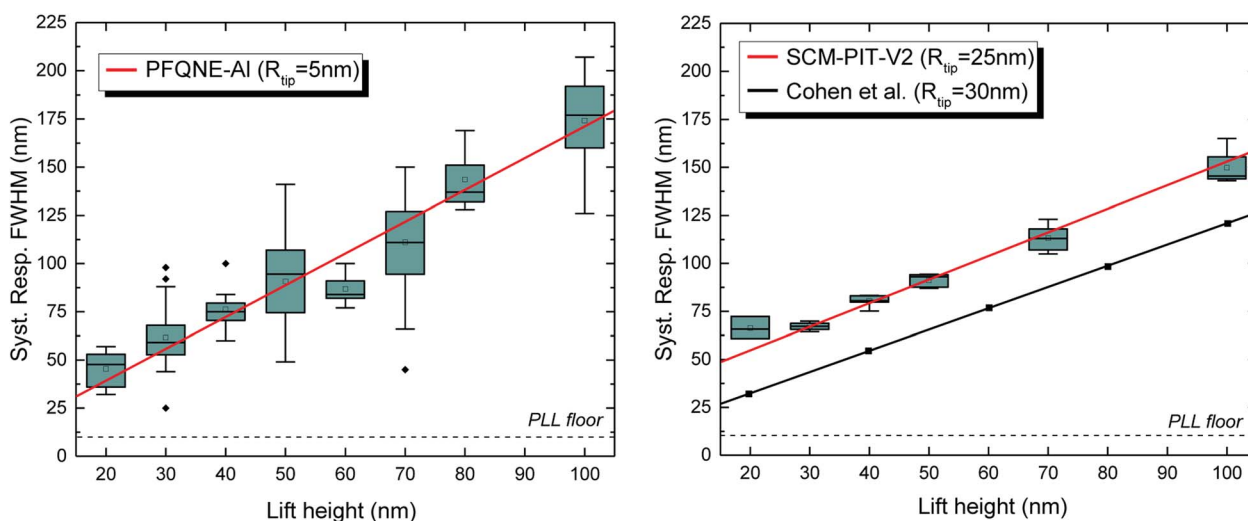 225
200
175
150
125
100
75
50
25
0
Syst. Resp. FWHM (nm)
PFQNE-Al (Rtip=5nm)
PLL floor
20 30 40 50 60 70 80 100
Lift height (nm)
225
200
175
150
125
100
75
50
25
0
Syst. Resp. FWHM (nm)
SCM-PIT-V2 (Rtip=25nm)
Cohen et al. (Rtip=30nm)
PLL floor
20 30 40 50 60 70 80 100
Lift height (nm)